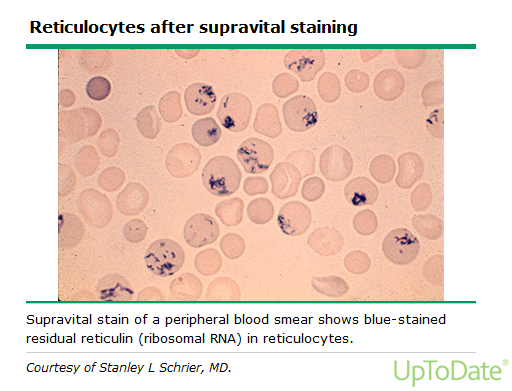 Reticulocytes after supravital staining
Supravital stain of a peripheral blood smear shows blue-stained
residual reticulin (ribosomal RNA) in reticulocytes.
Courtesy of Stanley L Schrier, MD.
UpToDate®